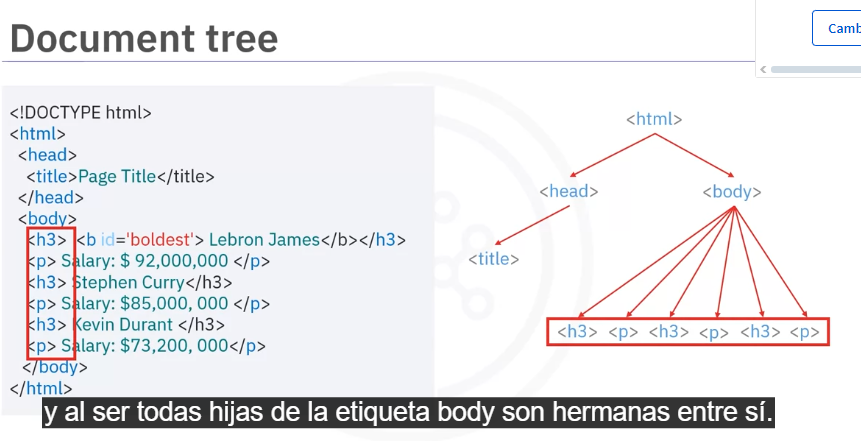 Document tree
Camb
<!DOCTYPE html>
<html>
<head>
<title>Page Title</title>
</head>
<body>
<h3> <b id='boldest'> Lebron James</b></h3>
<p> Salary: $ 92,000,000 </p>
<h3> Stephen Curry</h3>
<p> Salary: $85,000, 000 </p>
<h3> Kevin Durant </h3>
<p> Salary: $73,200, 000</p>
</body>
</html>
<html>
<head> <body>
<title>
<h3> <p> <h3> <p> <h3> <p>
y al ser todas hijas de la etiqueta body son hermanas entre sí.